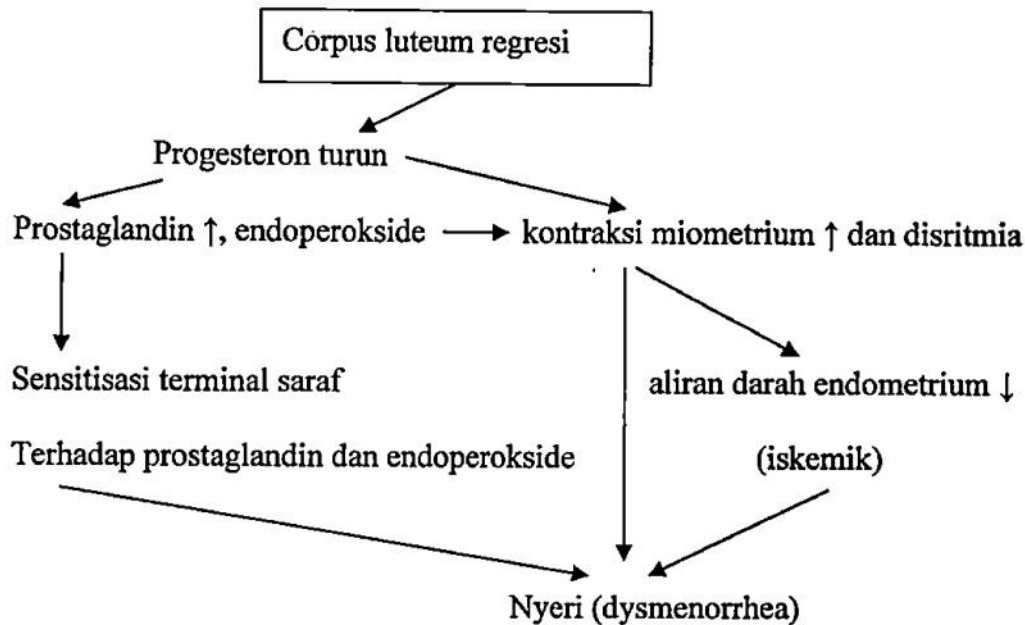 Corpus luteum regresi
Progesteron turun
Prostaglandin ↑, endoperokside
kontraksi miometrium ↑ dan disritmia
Sensitisasi terminal saraf
aliran darah endometrium ↓
Terhadap prostaglandin dan endoperokside
(iskemik)
Nyeri (dysmenorrhea)